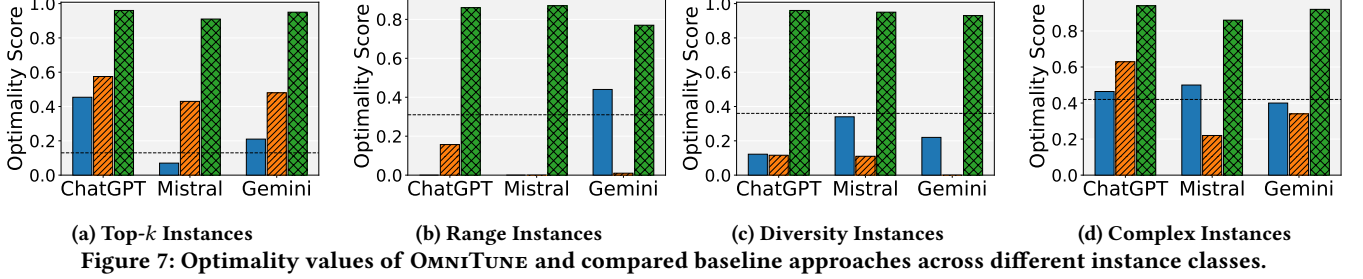 Optimality Score
1.0
0.8
0.6
0.4
0.2
0.0
ChatGPT Mistral Gemini
(a) Top-k Instances
Optimality Score
0.8
0.6
0.4
0.2
0.0
ChatGPT Mistral Gemini
(b) Range Instances
Optimality Score
1.0
0.8
0.6
0.4
0.2
0.0
ChatGPT Mistral Gemini
(c) Diversity Instances
Optimality Score
0.8
0.6
0.4
0.2
0.0
ChatGPT Mistral Gemini
(d) Complex Instances
Figure 7: Optimality values of OMNITUNE and compared baseline approaches across different instance classes.